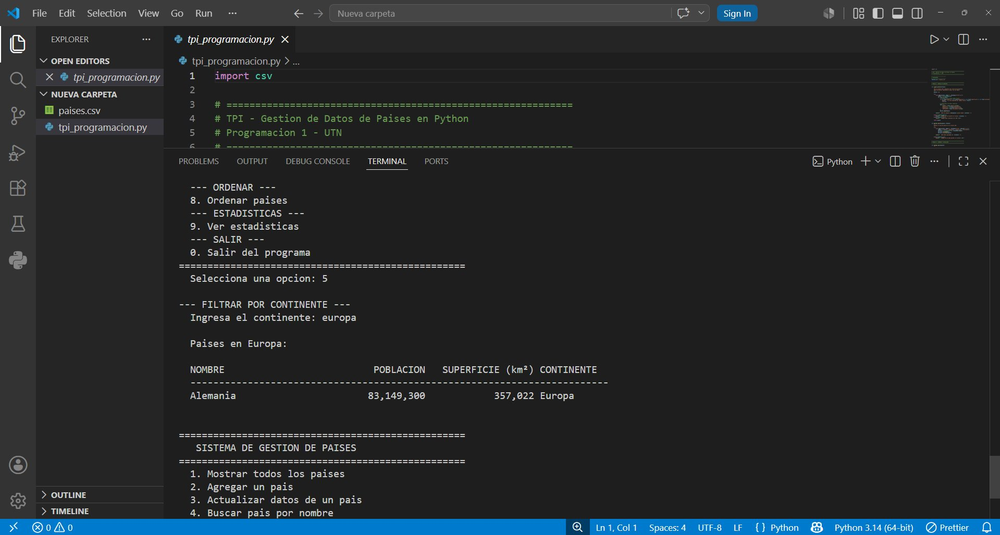 File Edit Selection View Go Run ···
Nueva carpeta
Sign In
EXPLORER ···
OPEN EDITORS
tpi_programacion.py
NUEVA CARPETA
paises.csv
tpi_programacion.py
OUTLINE
TIMELINE
tpi_programacion.py
tpi_programacion.py > ...
1 import csv
2
3 # ============================================================
4 # TPI - Gestion de Datos de Paises en Python
5 # Programacion 1 - UTN
6 # ============================================================
PROBLEMS OUTPUT DEBUG CONSOLE TERMINAL PORTS
Python
--- ORDENAR ---
8. Ordenar paises
--- ESTADISTICAS ---
9. Ver estadisticas
--- SALIR ---
0. Salir del programa
==================================================
Selecciona una opcion: 5
--- FILTRAR POR CONTINENTE ---
Ingresa el continente: europa
Paises en Europa:
NOMBRE POBLACION SUPERFICIE (km²) CONTINENTE
-------------------------------------------------------------------------
Alemania 83,149,300 357,022 Europa
==================================================
SISTEMA DE GESTION DE PAISES
==================================================
1. Mostrar todos los paises
2. Agregar un pais
3. Actualizar datos de un pais
4. Buscar pais por nombre
0 0 Ln 1, Col 1 Spaces: 4 UTF-8 LF { } Python Python 3.14 (64-bit) Prettier